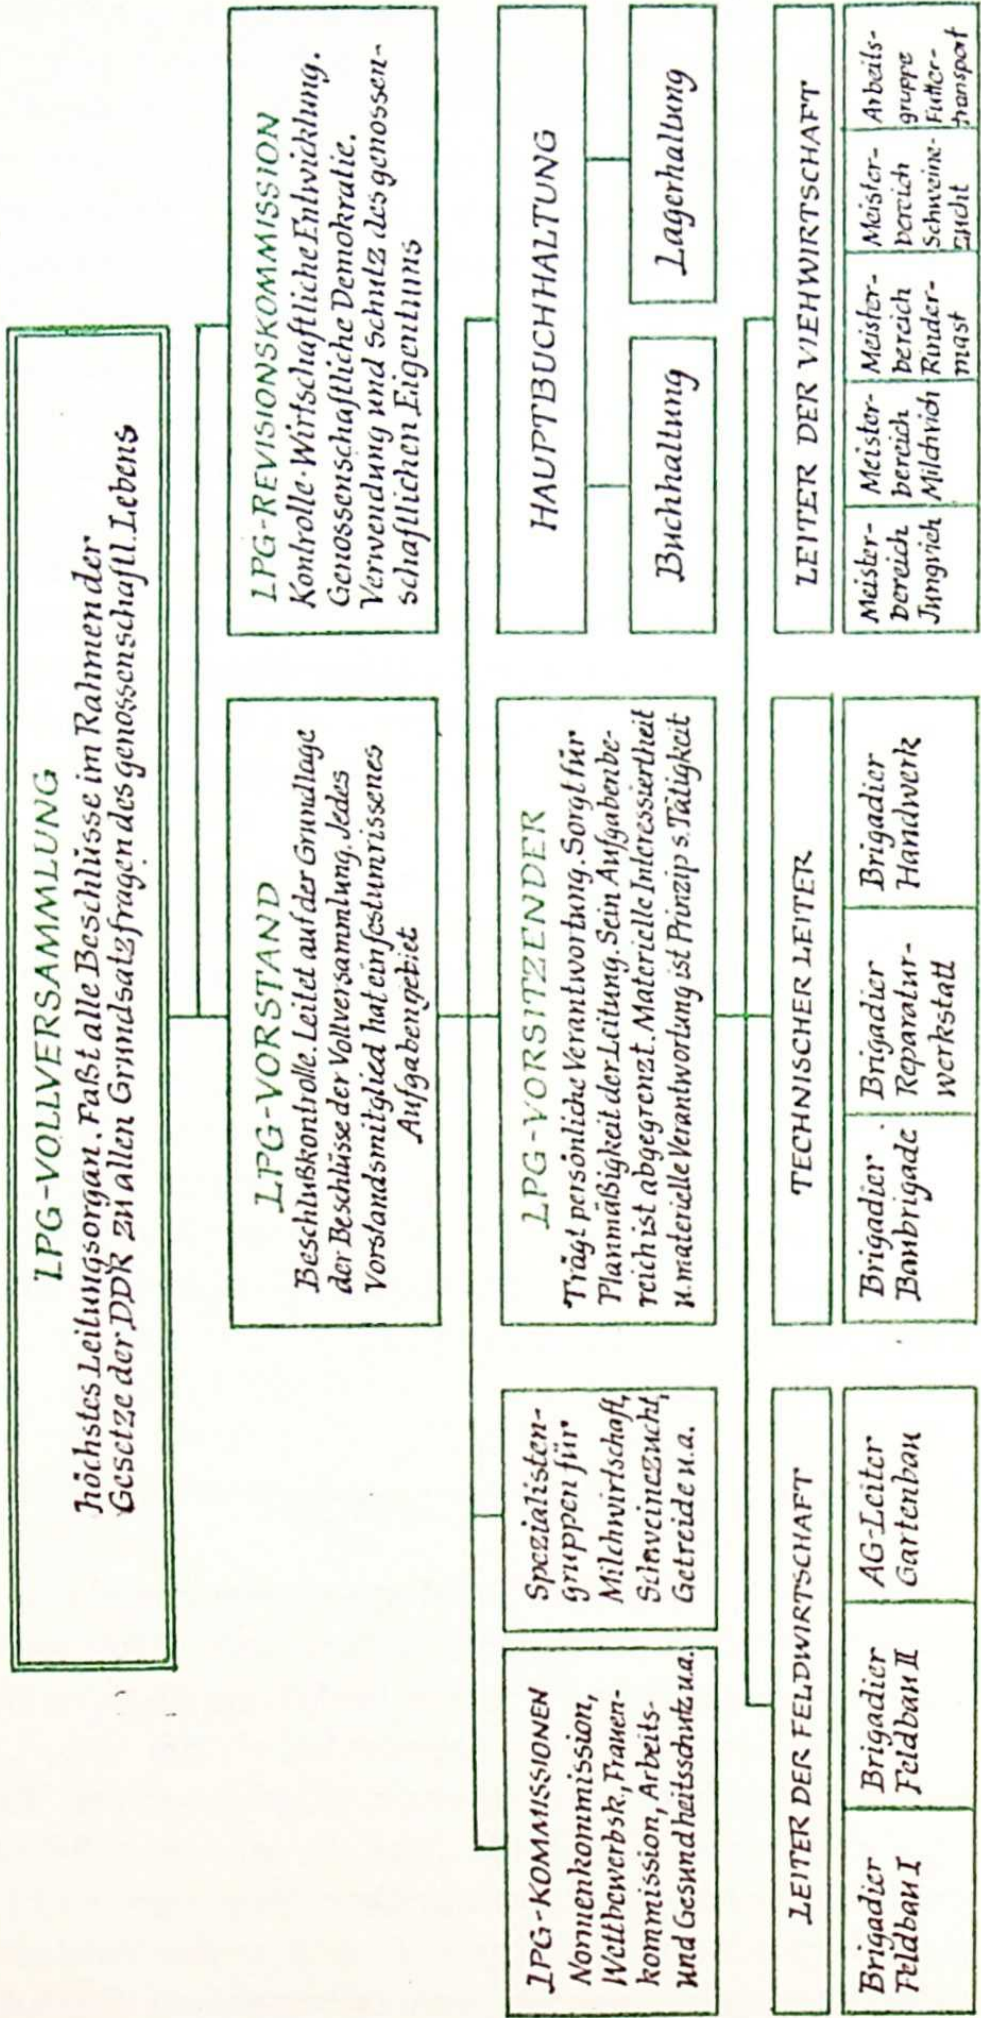 LPG-VOLLVERSAMMLUNG
höchstes Leitungsorgan. Faßt alle Beschlüsse im Rahmen der
Gesetze der DDR zu allen Grundsatzfragen des genossenschaftl. Lebens
LPG-VORSTAND
Beschlußkontrolle. Leitet auf der Grundlage
der Beschlüsse der Vollversammlung. Jedes
Vorstandsmitglied hat ein fest umrissenes
Aufgabengebiet
LPG-REVISIONSKOMMISSION
Kontrolle · Wirtschaftliche Entwicklung.
Genossenschaftliche Demokratie.
Verwendung und Schutz des genossen-
schaftlichen Eigentums
LPG-KOMMISSIONEN
Normenkommission,
Wettbewerbsk., Frauen-
kommission, Arbeits-
und Gesundheitsschutz u.a.
Spezialisten-
gruppen für
Milchwirtschaft,
Schweinezucht,
Getreide u.a.
LPG-VORSITZENDER
Trägt persönliche Verantwortung. Sorgt für
Planmäßigkeit der Leitung. Sein Aufgabenbe-
reich ist abgegrenzt. Materielle Interessiertheit
u. materielle Verantwortung ist Prinzip s. Tätigkeit
HAUPTBUCHHALTUNG
Buchhaltung
Lagerhaltung
LEITER DER FELDWIRTSCHAFT
Brigadier
Feldbau I
Brigadier
Feldbau II
AG-Leiter
Gartenbau
TECHNISCHER LEITER
Brigadier
Baubrigade
Brigadier
Reparatur-
werkstatt
Brigadier
Handwerk
LEITER DER VIEHWIRTSCHAFT
Meister-
bereich
Jungvieh
Meister-
bereich
Milchvieh
Meister-
bereich
Rinder-
mast
Meister-
bereich
Schweine-
zucht
Arbeits-
gruppe
Futter-
transport